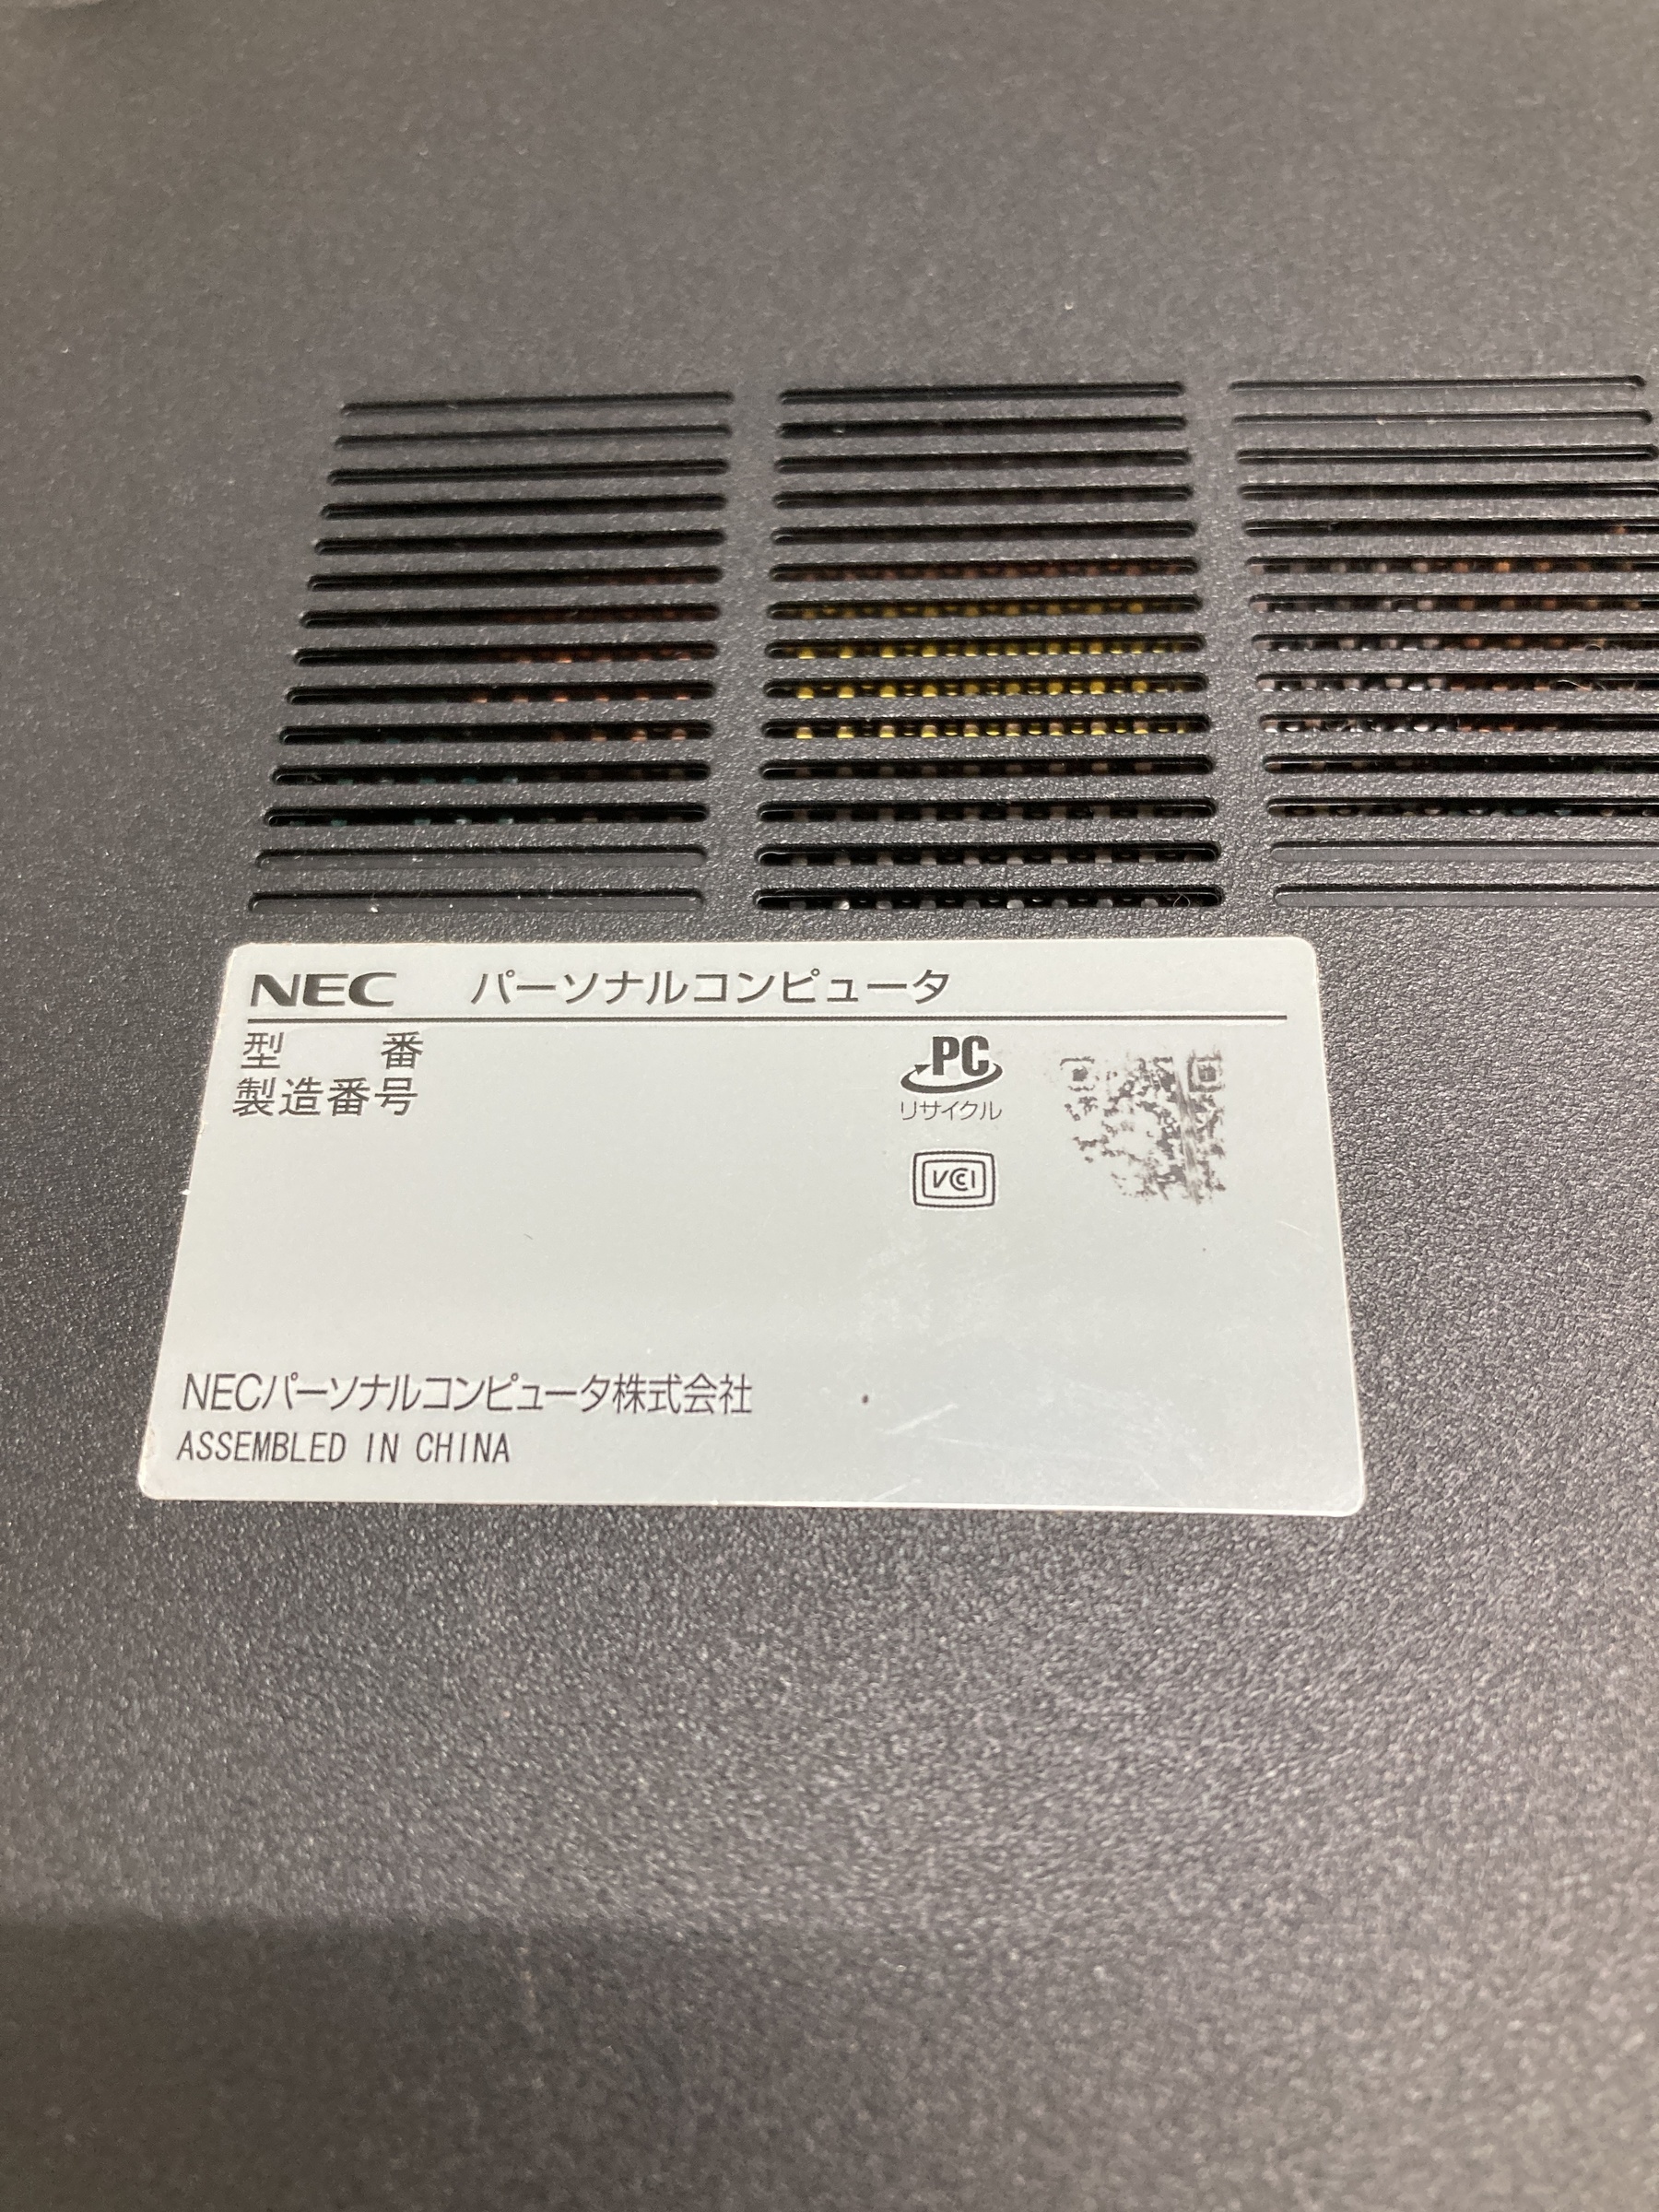 NEC パーソナルコンピュータ
型 番
製造番号
PC
リサイクル
VCCI
NECパーソナルコンピュータ株式会社
ASSEMBLED IN CHINA